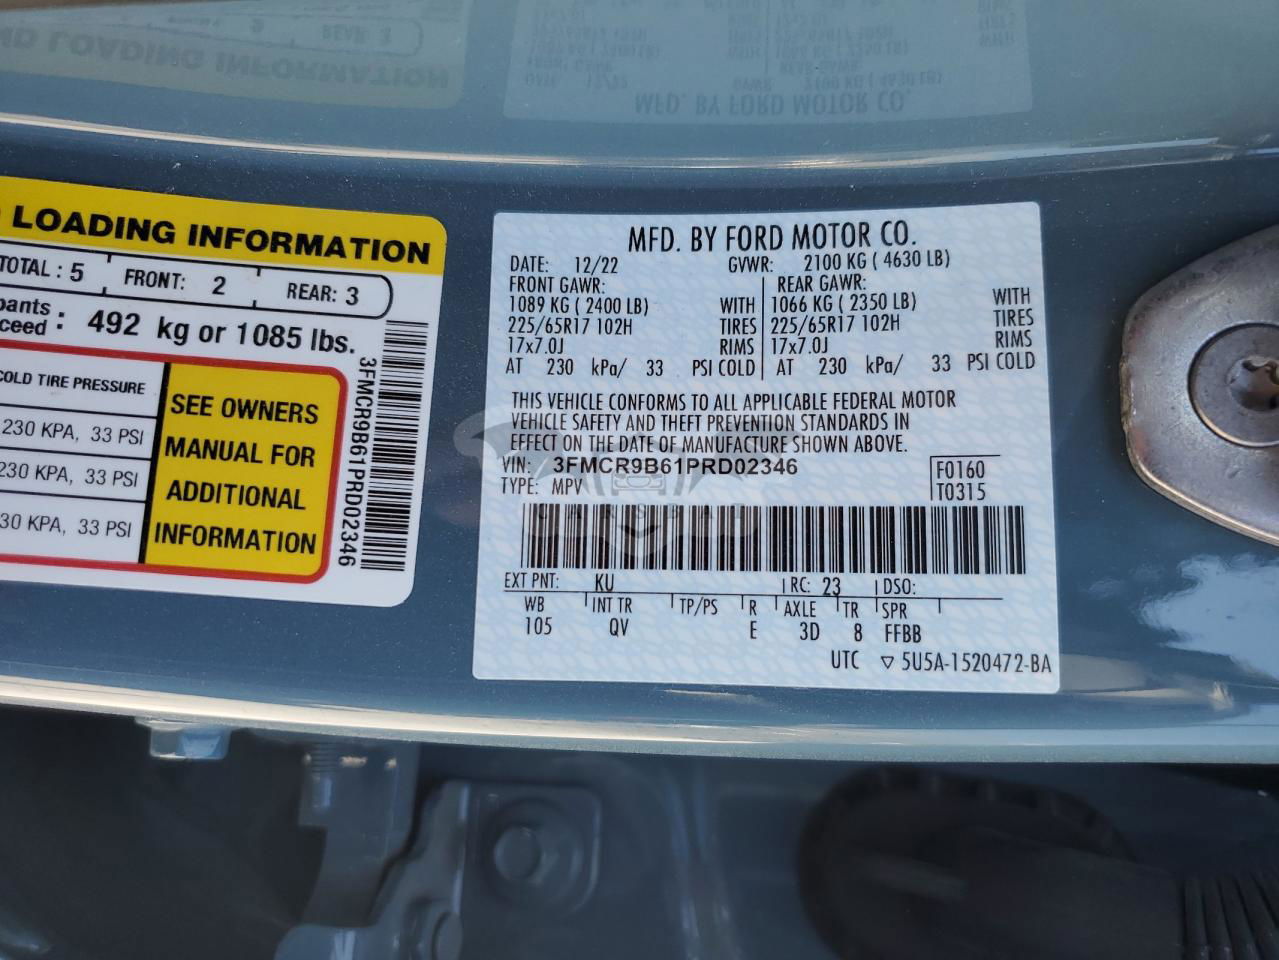 LOADING INFORMATION
TOTAL : 5 FRONT: 2 REAR: 3
pants
ceed : 492 kg or 1085 lbs.
COLD TIRE PRESSURE
230 KPA, 33 PSI
230 KPA, 33 PSI
30 KPA, 33 PSI
SEE OWNERS
MANUAL FOR
ADDITIONAL
INFORMATION
3FMCR9B61PRD02346
MFD. BY FORD MOTOR CO.
DATE: 12/22 GVWR: 2100 KG ( 4630 LB)
FRONT GAWR: REAR GAWR:
1089 KG ( 2400 LB) WITH 1066 KG ( 2350 LB) WITH
225/65R17 102H TIRES 225/65R17 102H TIRES
17x7.0J RIMS 17x7.0J RIMS
AT 230 kPa/ 33 PSI COLD AT 230 kPa/ 33 PSI COLD
THIS VEHICLE CONFORMS TO ALL APPLICABLE FEDERAL MOTOR
VEHICLE SAFETY AND THEFT PREVENTION STANDARDS IN
EFFECT ON THE DATE OF MANUFACTURE SHOWN ABOVE.
VIN: 3FMCR9B61PRD02346 F0160
TYPE: MPV T0315
EXT PNT: KU RC: 23 DSO:
WB INT TR TP/PS R AXLE TR SPR
105 QV E 3D 8 FFBB
UTC ▽ 5U5A-1520472-BA